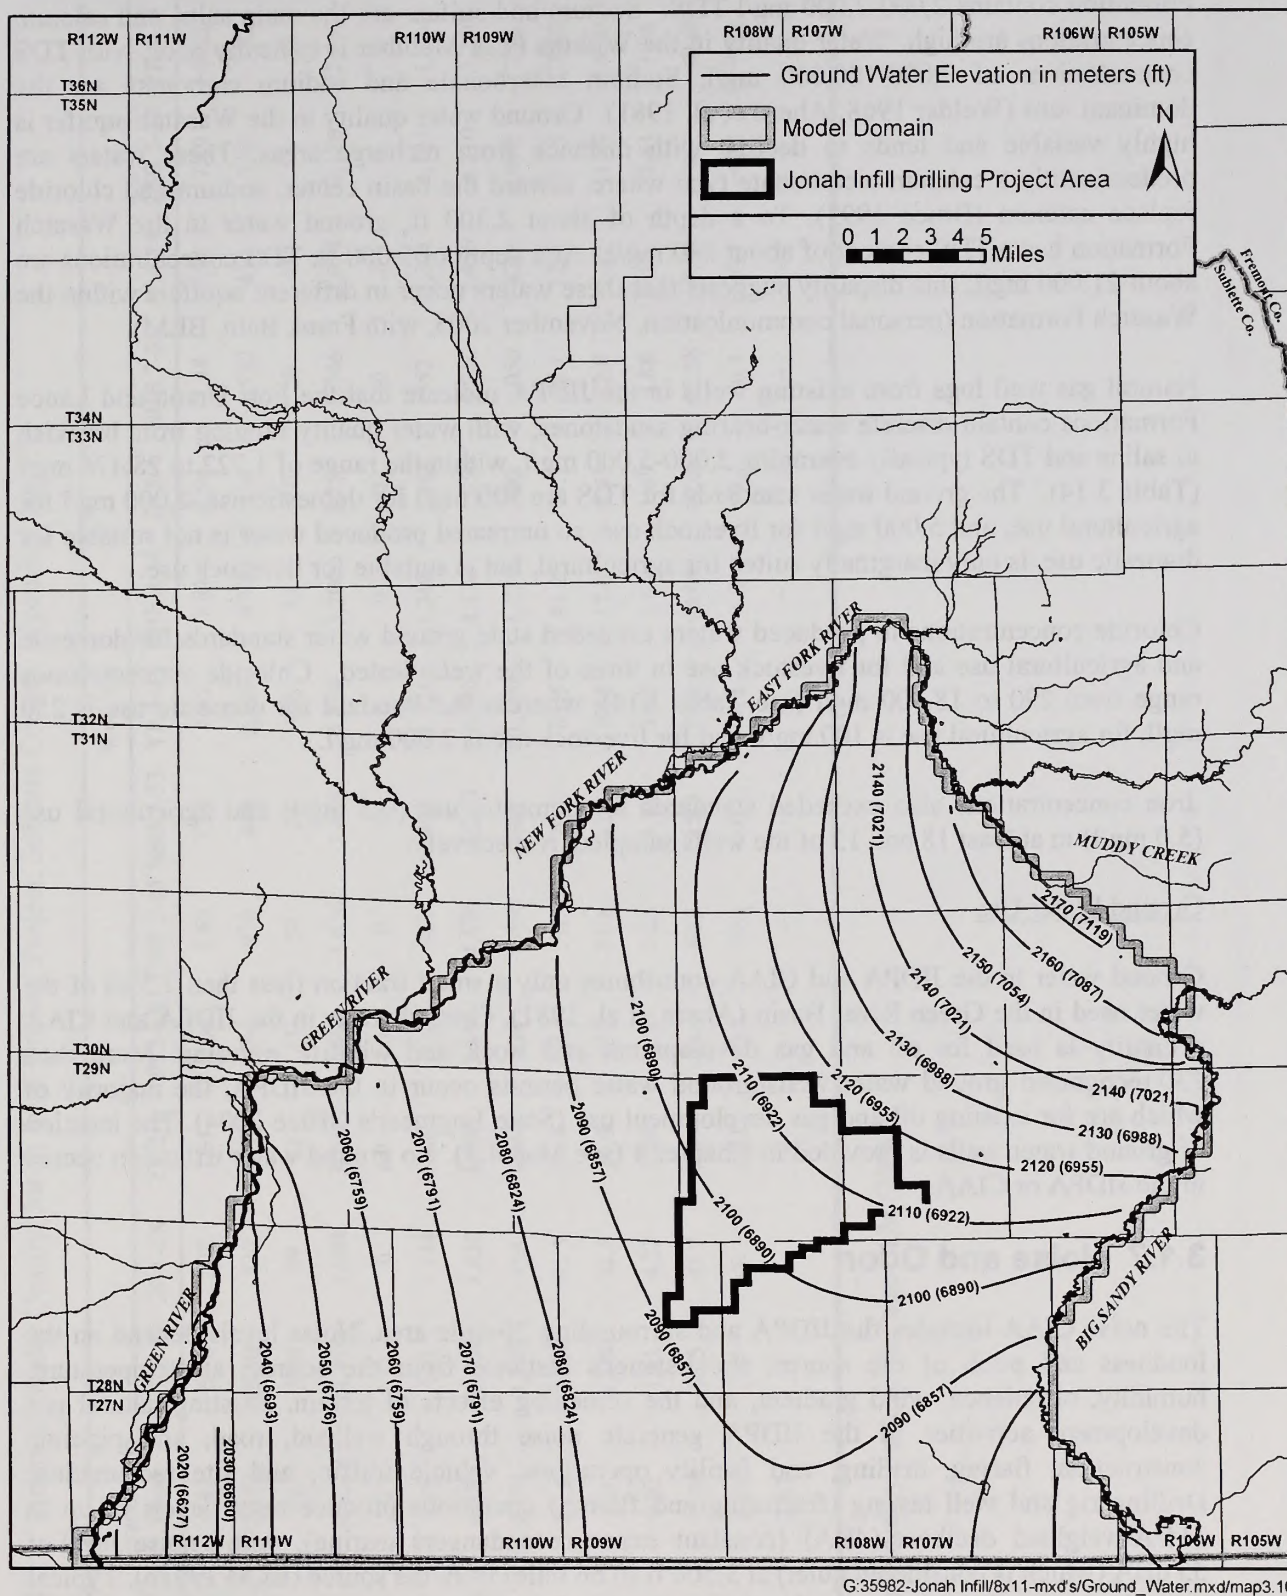 R112W R111W
R110W R109W
R108W R107W
R106W R105W
T36N
T35N
Ground Water Elevation in meters (ft)
Model Domain
Jonah Infill Drilling Project Area
N
0 1 2 3 4 5
Miles
Fremont Co.
Sublette Co.
T34N
T33N
EAST FORK RIVER
T32N
T31N
NEW FORK RIVER
2140 (7021)
MUDDY CREEK
2170 (7119)
2160 (7087)
2150 (7054)
2140 (7021)
GREEN RIVER
2100 (6890)
2130 (6988)
T30N
T29N
2110 (6922)
2120 (6955)
2140 (7021)
2130 (6988)
2090 (6857)
2060 (6759)
2070 (6791)
2080 (6824)
2120 (6955)
2110 (6922)
2100 (6890)
BIG SANDY RIVER
2100 (6890)
GREEN RIVER
2090 (6857)
2040 (6693)
2050 (6726)
2060 (6759)
2070 (6771)
2080 (6824)
T28N
T27N
2090 (6857)
2020 (6627)
2030 (6660)
R112W R111W
R110W R109W
R108W R107W
R106W R105W
G:35982-Jonah Infill/8x11-mxd's/Ground_Water.mxd/map3.1